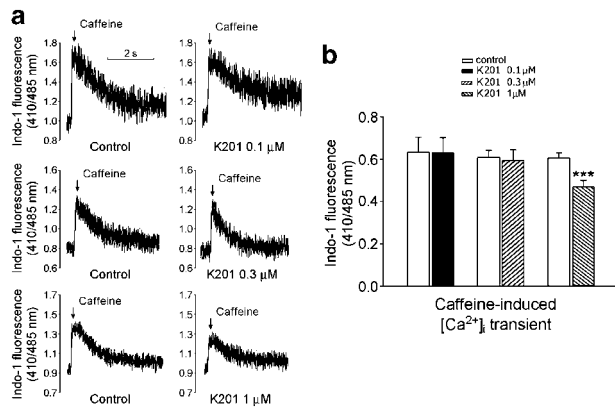 a
Caffeine
Caffeine
2 s
Indo-1 fluorescence
(410/485 nm)
1.8
1.6
1.4
1.2
1.0
0.8
1.8
1.6
1.4
1.2
1.0
0.8
Control
K201 0.1 µM
Caffeine
Caffeine
Indo-1 fluorescence
(410/485 nm)
1.6
1.4
1.2
1.0
0.8
0.6
1.6
1.4
1.2
1.0
0.8
0.6
Control
K201 0.3 µM
Caffeine
Caffeine
Indo-1 fluorescence
(410/485 nm)
1.7
1.5
1.3
1.1
0.9
0.7
1.7
1.5
1.3
1.1
0.9
0.7
Control
K201 1 µM
b
control
K201 0.1µM
K201 0.3µM
K201 1µM
Indo-1 fluorescence
(410/485 nm)
0.8
0.6
0.4
0.2
0.0
***
Caffeine-induced
[Ca²⁺]i transient